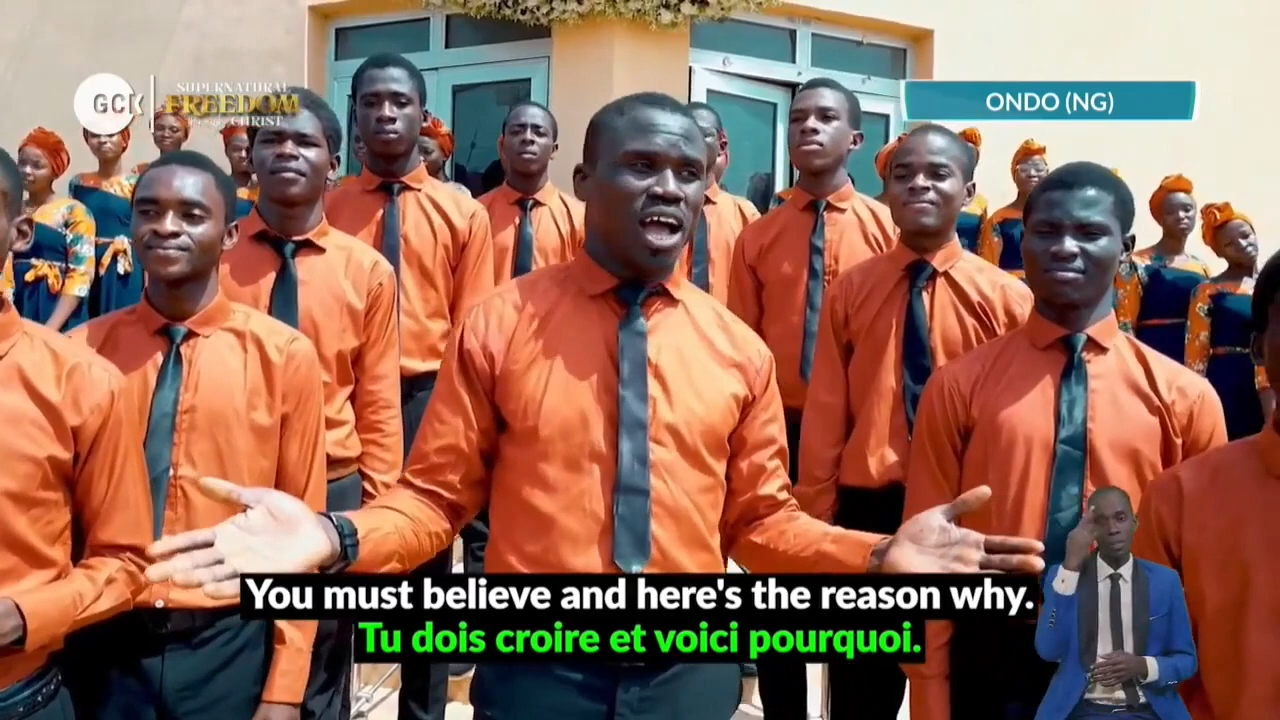 GCK
SUPERNATURAL
FREEDOM
CHRIST
ONDO (NG)
You must believe and here's the reason why.
Tu dois croire et voici pourquoi.